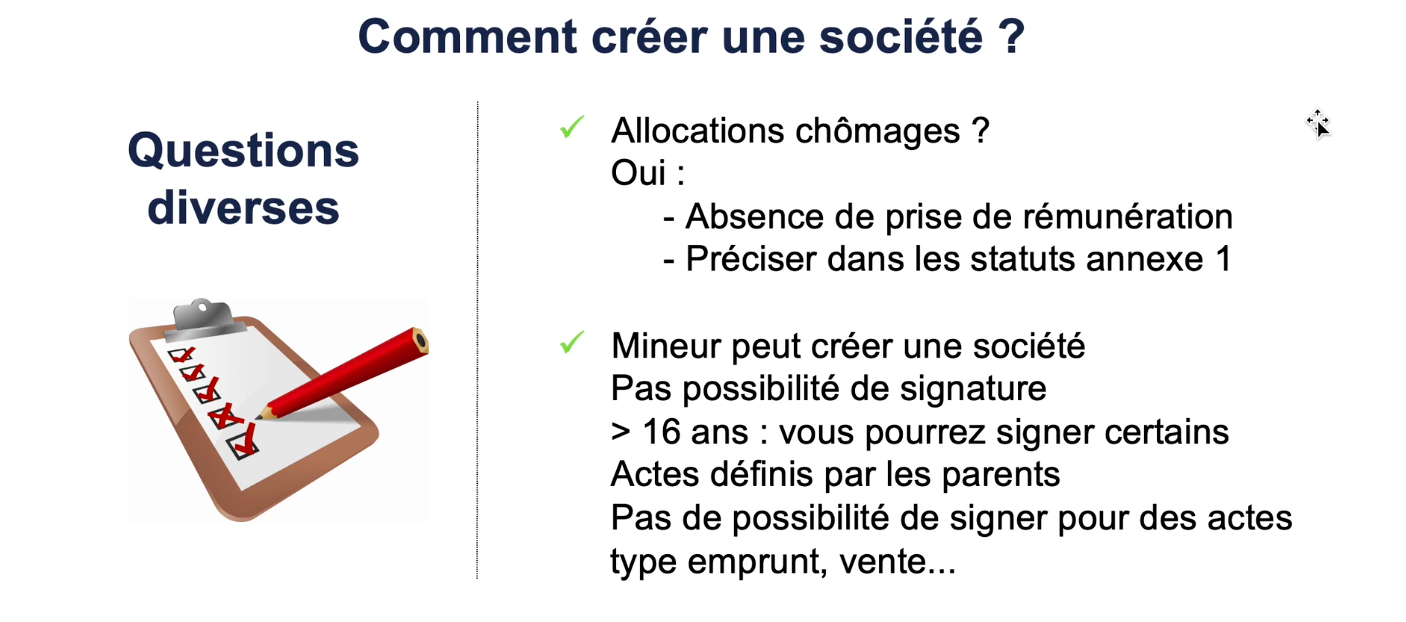 Comment créer une société ?
Questions
diverses
Allocations chômages ?
Oui :
- Absence de prise de rémunération
- Préciser dans les statuts annexe 1
Mineur peut créer une société
Pas possibilité de signature
> 16 ans : vous pourrez signer certains
Actes définis par les parents
Pas de possibilité de signer pour des actes
type emprunt, vente...